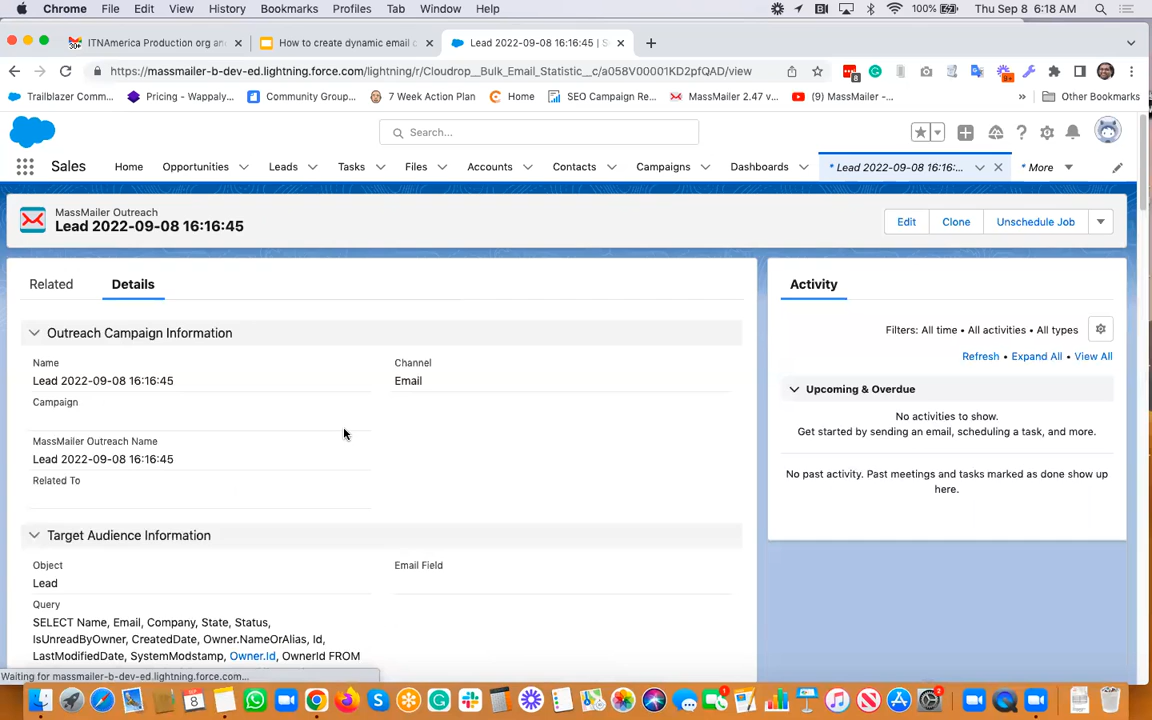 Chrome File Edit View History Bookmarks Profiles Tab Window Help 100% Thu Sep 8 6:18 AM
30+ ITNAmerica Production org an × How to create dynamic email c × Lead 2022-09-08 16:16:45 | S × +
https://massmailer-b-dev-ed.lightning.force.com/lightning/r/Cloudrop__Bulk_Email_Statistic__c/a058V00001KD2pfQAD/view 8 9+
Trailblazer Comm... Pricing - Wappaly... Community Group... 7 Week Action Plan Home SEO Campaign Re... MassMailer 2.47 v... (9) MassMailer -... » Other Bookmarks
Search...
Sales Home Opportunities Leads Tasks Files Accounts Contacts Campaigns Dashboards * Lead 2022-09-08 16:16:... * More
MassMailer Outreach
Lead 2022-09-08 16:16:45
Edit Clone Unschedule Job
Related Details
Outreach Campaign Information
Name Channel
Lead 2022-09-08 16:16:45 Email
Campaign
MassMailer Outreach Name
Lead 2022-09-08 16:16:45
Related To
Target Audience Information
Object Email Field
Lead
Query
SELECT Name, Email, Company, State, Status,
IsUnreadByOwner, CreatedDate, Owner.NameOrAlias, Id,
LastModifiedDate, SystemModstamp, Owner.Id, OwnerId FROM
Activity
Filters: All time • All activities • All types
Refresh • Expand All • View All
Upcoming & Overdue
No activities to show.
Get started by sending an email, scheduling a task, and more.
No past activity. Past meetings and tasks marked as done show up
here.
Waiting for massmailer-b-dev-ed.lightning.force.com...
8 1 2